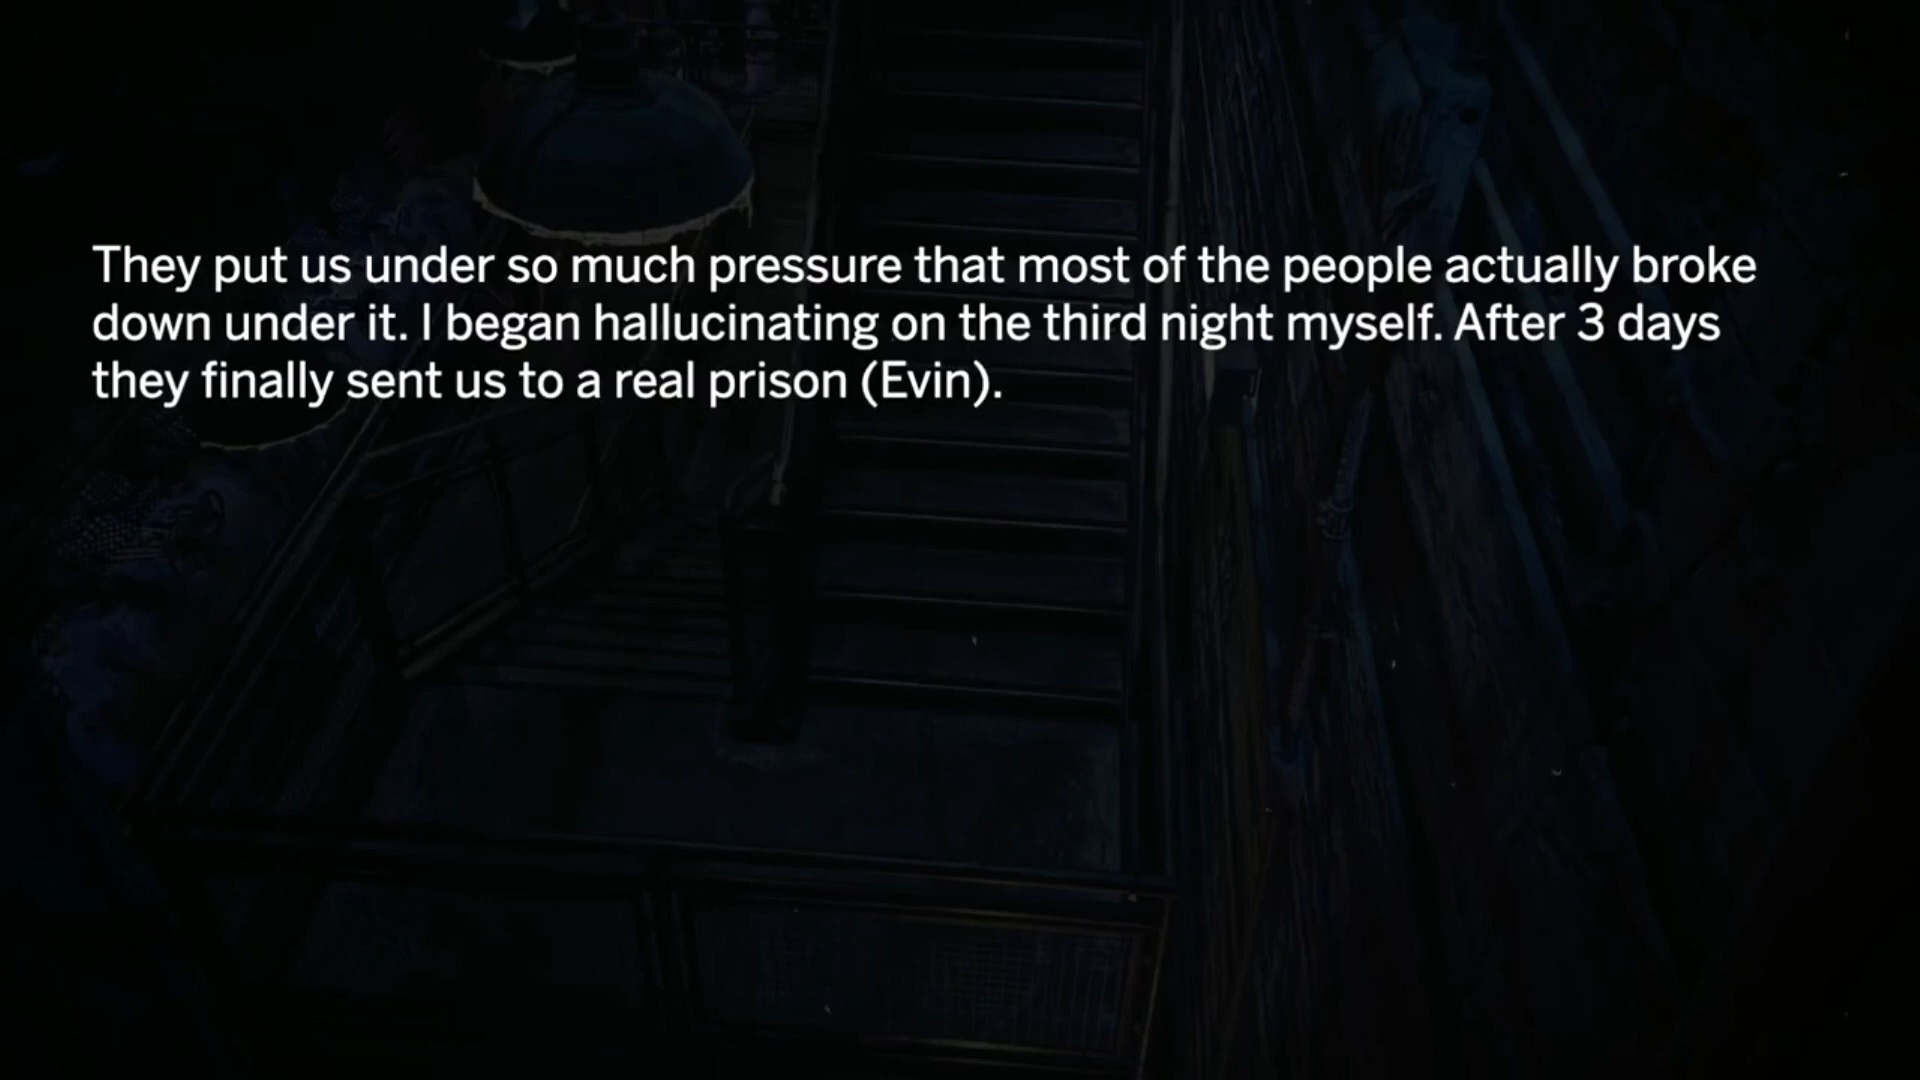 They put us under so much pressure that most of the people actually broke
down under it. I began hallucinating on the third night myself. After 3 days
they finally sent us to a real prison (Evin).